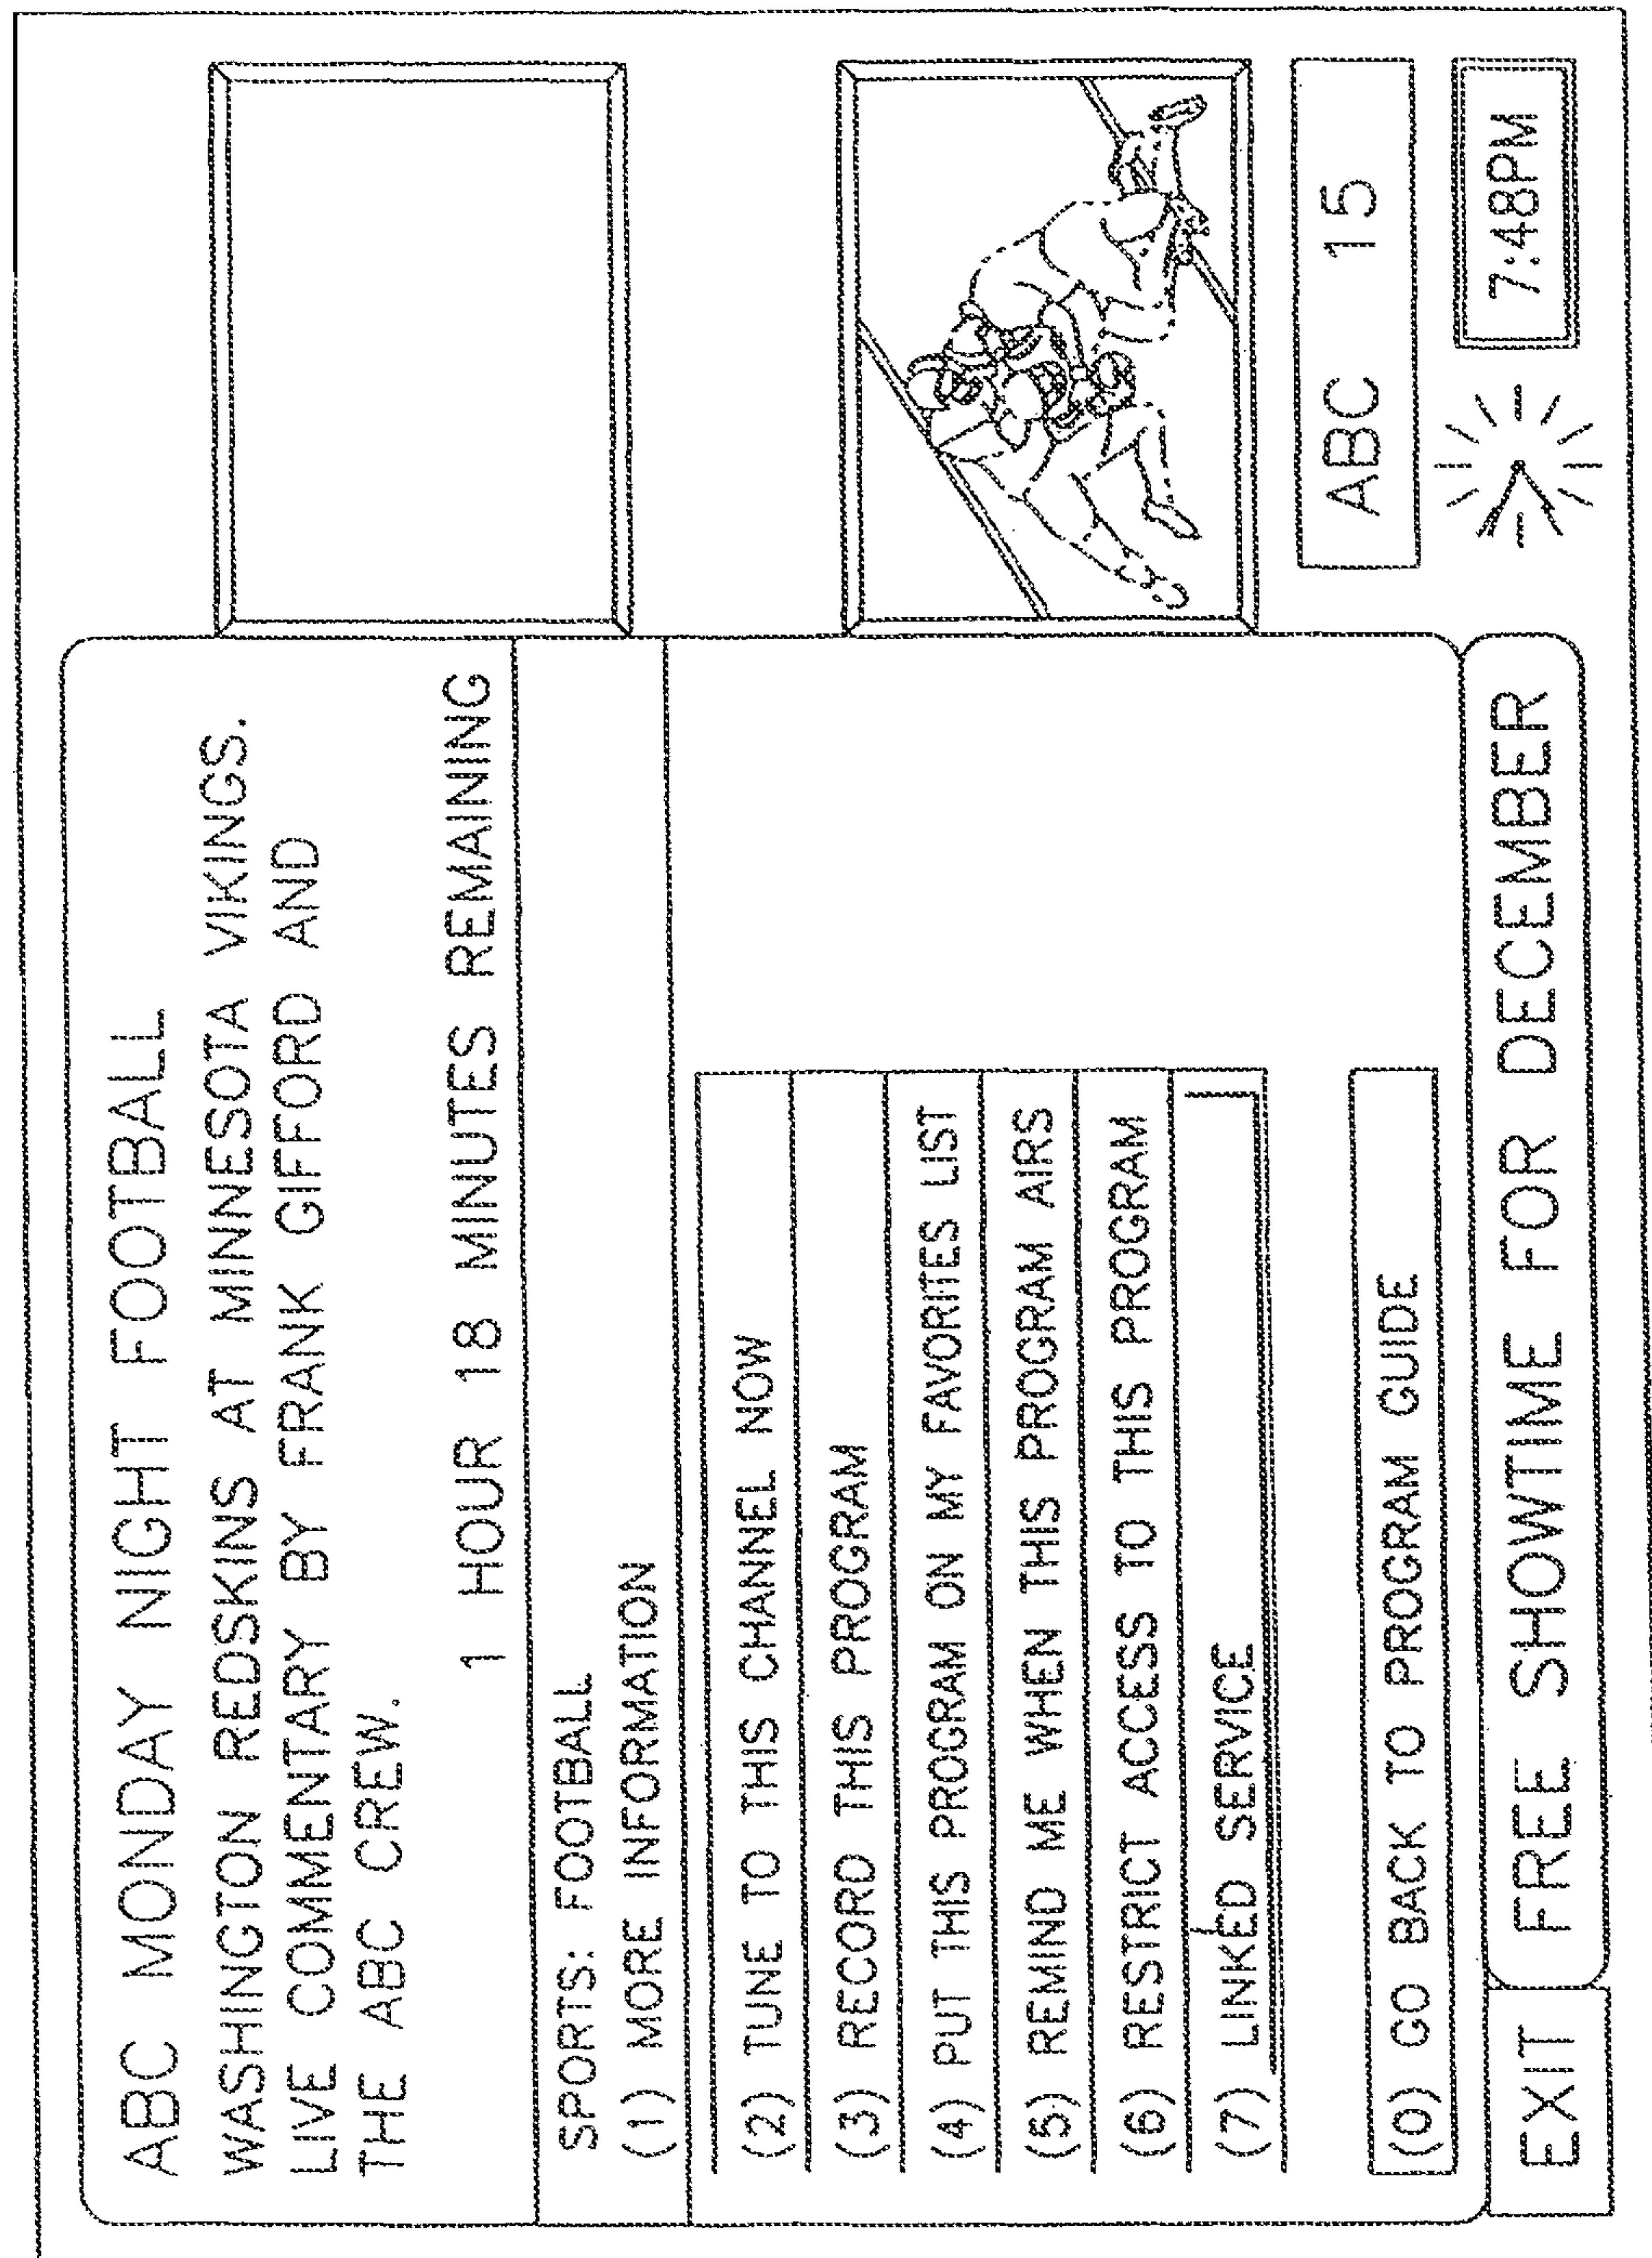 ABC MONDAY NIGHT FOOTBALL
WASHINGTON REDSKINS AT MINNESOTA VIKINGS.
LIVE COMMENTARY BY FRANK GIFFORD AND
THE ABC CREW.
1 HOUR 18 MINUTES REMAINING
SPORTS: FOOTBALL
(1) MORE INFORMATION
(2) TUNE TO THIS CHANNEL NOW
(3) RECORD THIS PROGRAM
(4) PUT THIS PROGRAM ON MY FAVORITES LIST
(5) REMIND ME WHEN THIS PROGRAM AIRS
(6) RESTRICT ACCESS TO THIS PROGRAM
(7) LINKED SERVICE
(0) GO BACK TO PROGRAM GUIDE
ABC 15
7:48PM
EXIT
FREE SHOWTIME FOR DECEMBER